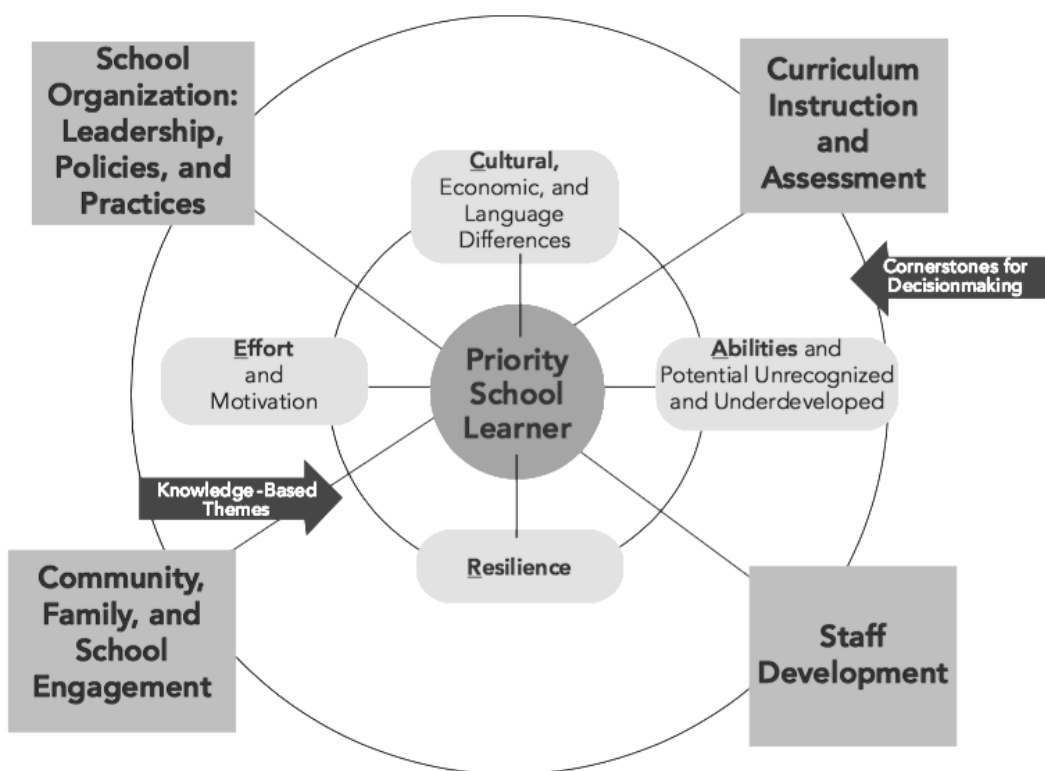 School
Organization:
Leadership,
Policies, and
Practices
Curriculum
Instruction
and
Assessment
Cultural,
Economic, and
Language
Differences
Cornerstones for
Decisionmaking
Effort
and
Motivation
Priority
School
Learner
Abilities and
Potential Unrecognized
and Underdeveloped
Knowledge-Based
Themes
Resilience
Community,
Family, and
School
Engagement
Staff
Development